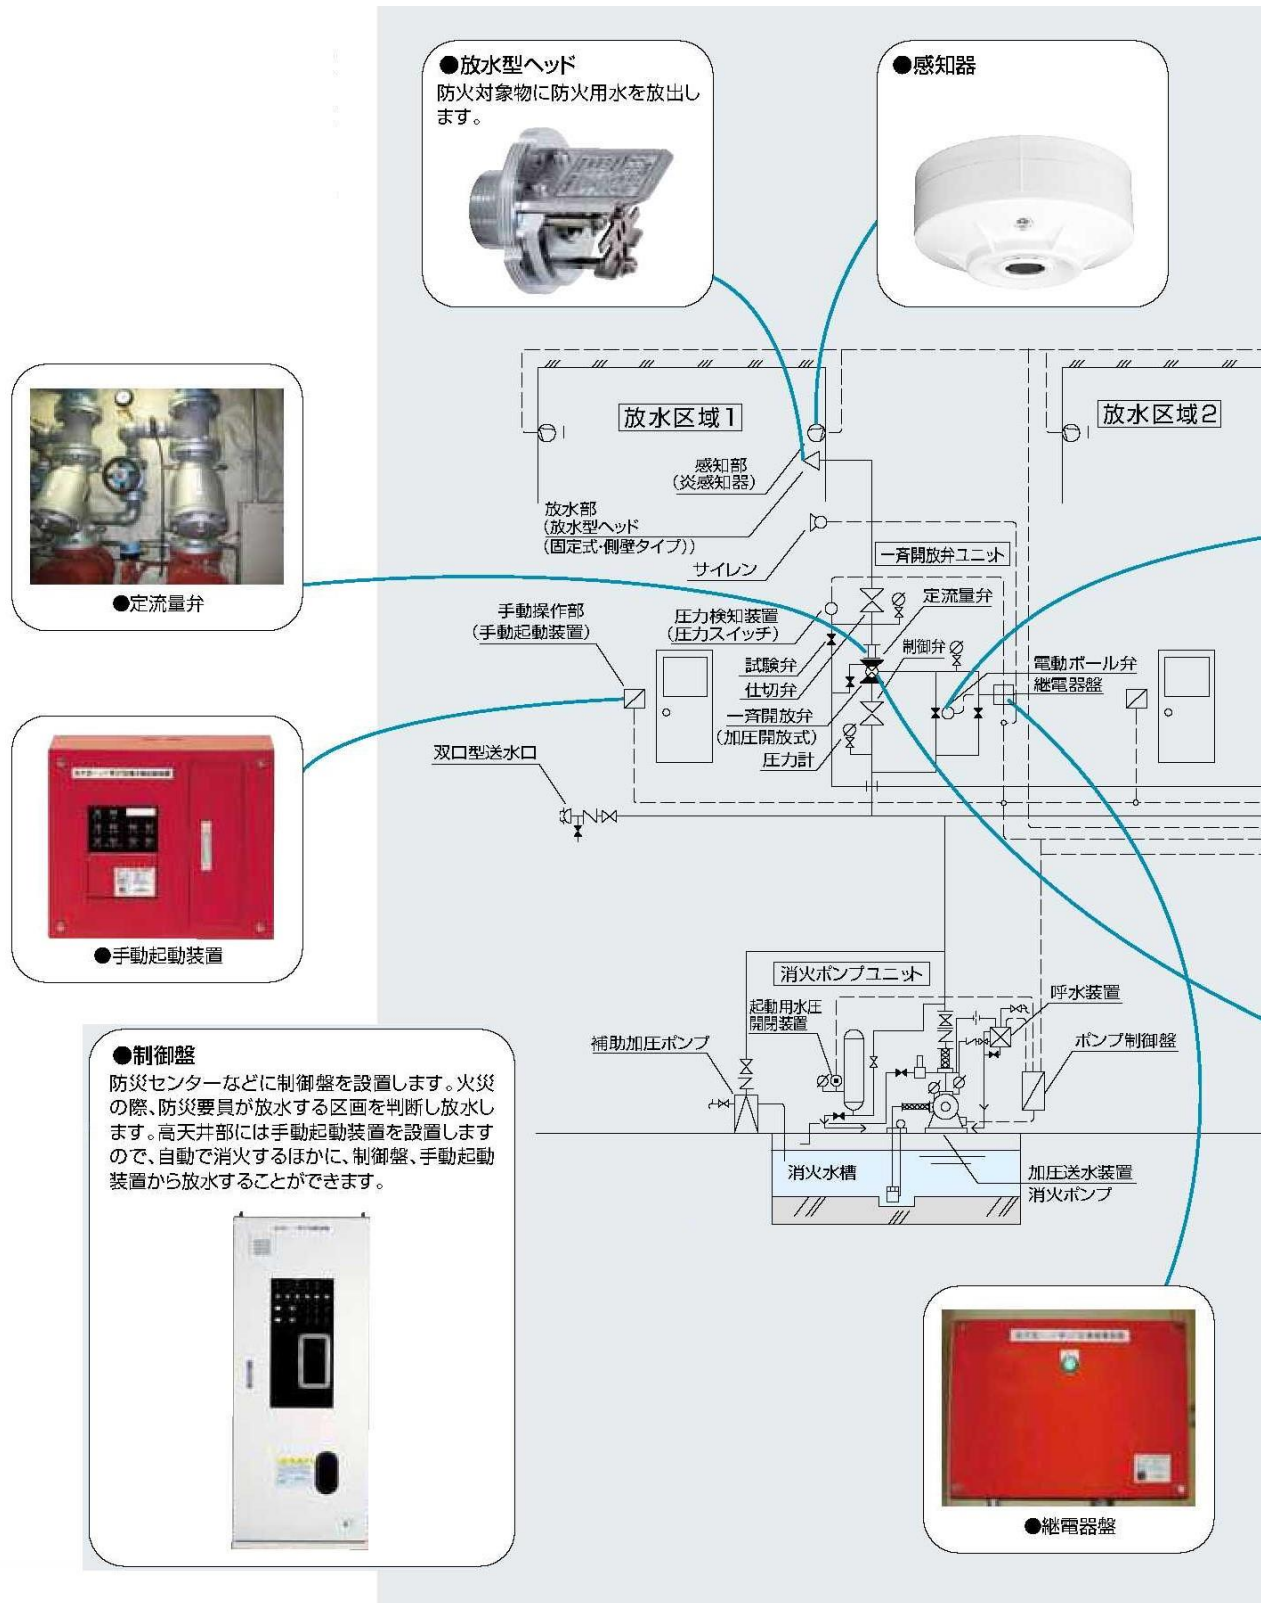 ●放水型ヘッド
防火対象物に防火用水を放出し
ます。
●感知器
放水区域1
放水区域2
感知部
(炎感知器)
放水部
(放水型ヘッド
(固定式・側壁タイプ))
サイレン
一斉開放弁ユニット
●定流量弁
定流量弁
手動操作部
(手動起動装置)
圧力検知装置
(圧力スイッチ)
制御弁
試験弁
電動ボール弁
継電器盤
仕切弁
一斉開放弁
(加圧開放式)
圧力計
双口型送水口
●手動起動装置
消火ポンプユニット
起動用水圧
開閉装置
呼水装置
補助加圧ポンプ
ポンプ制御盤
●制御盤
防災センターなどに制御盤を設置します。火災
の際、防災要員が放水する区画を判断し放水し
ます。高天井部には手動起動装置を設置します
ので、自動で消火するほかに、制御盤、手動起動
装置から放水することができます。
消火水槽
加圧送水装置
消火ポンプ
●継電器盤